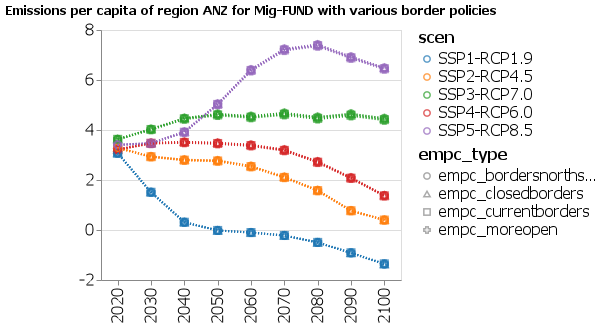 Emissions per capita of region ANZ for Mig-FUND with various border policies
8
6
4
2
0
−2
2020
2030
2040
2050
2060
2070
2080
2090
2100
scen
SSP1-RCP1.9
SSP2-RCP4.5
SSP3-RCP7.0
SSP4-RCP6.0
SSP5-RCP8.5
empc_type
empc_bordersnorths...
empc_closedborders
empc_currentborders
empc_moreopen